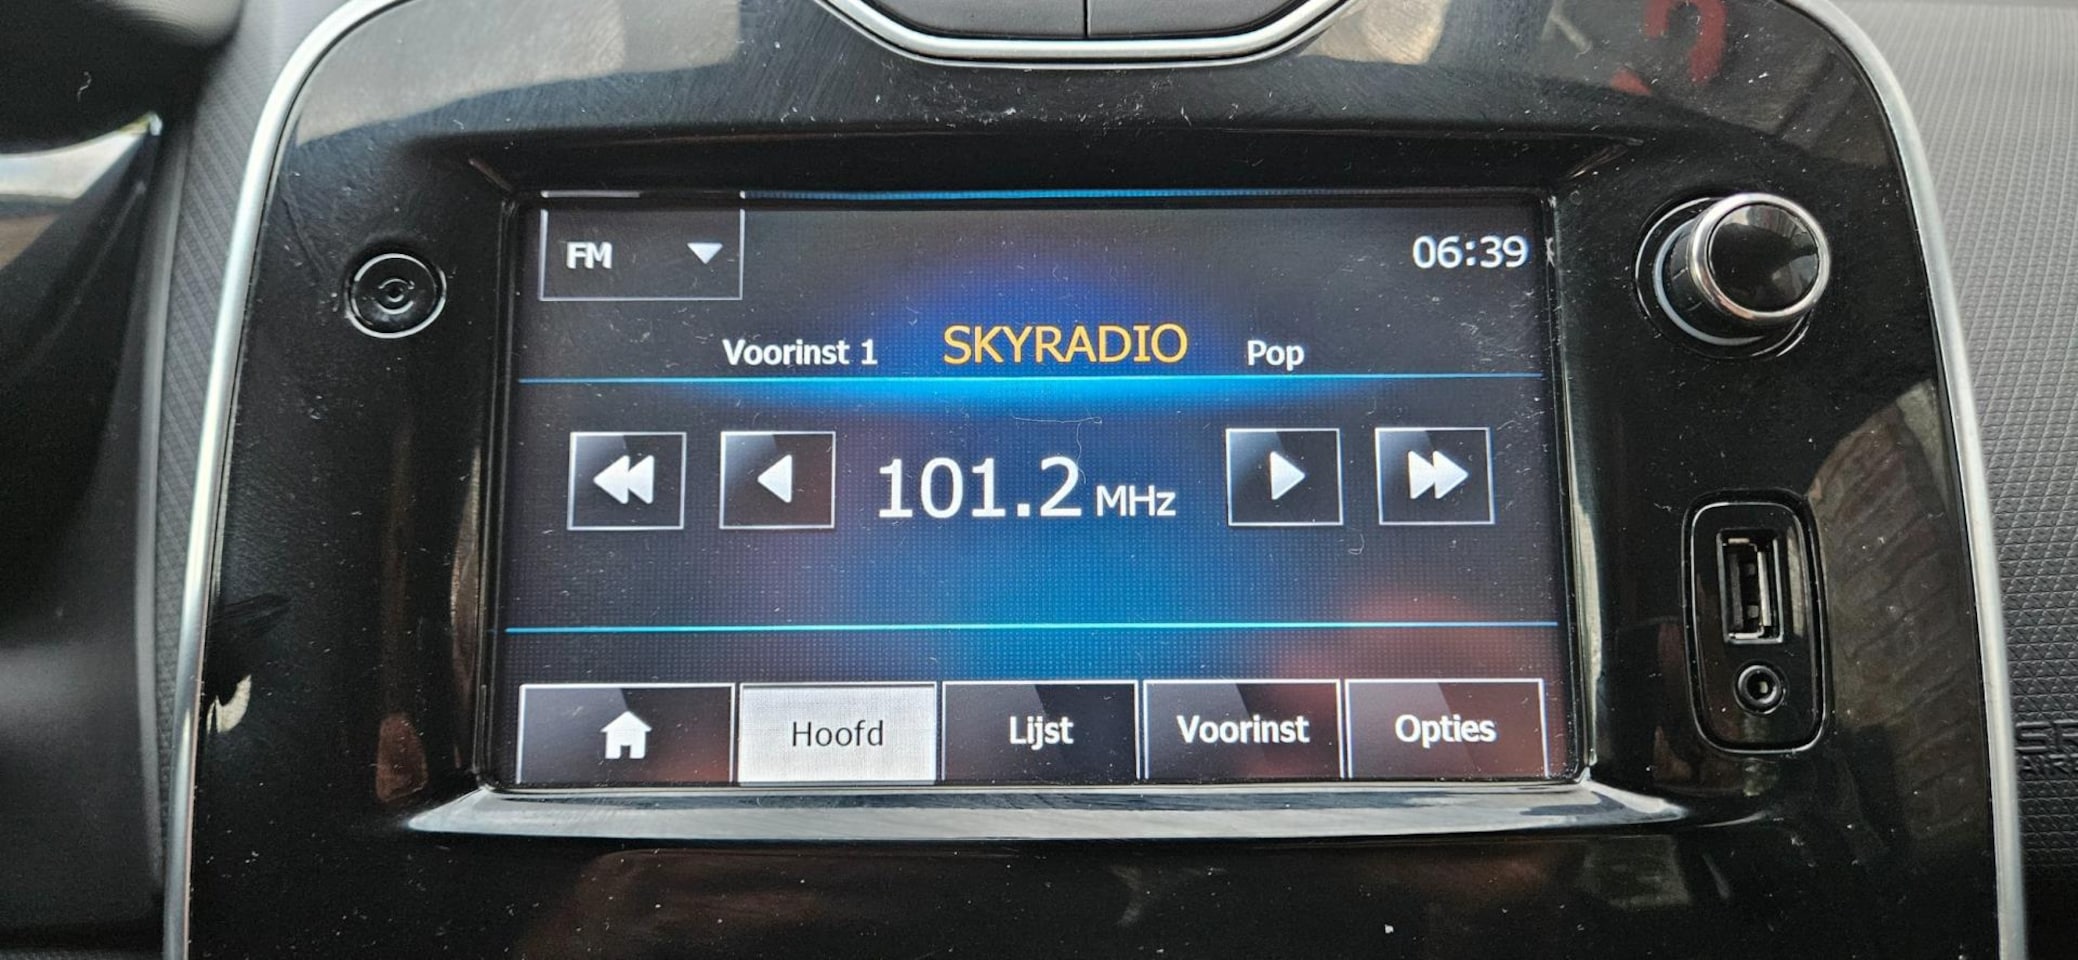 FM
06:39
Voorinst 1 SKYRADIO Pop
101.2 MHz
Hoofd Lijst Voorinst Opties